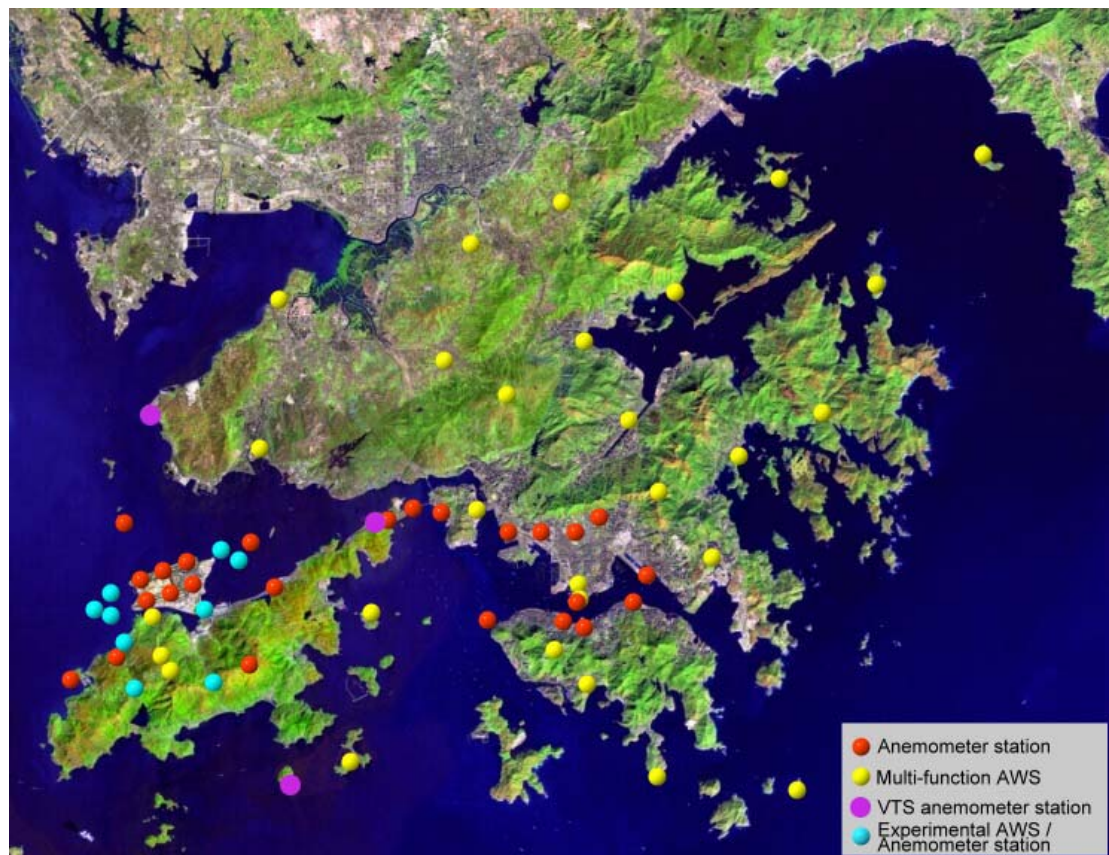 Anemometer station
Multi-function AWS
VTS anemometer station
Experimental AWS /
Anemometer station